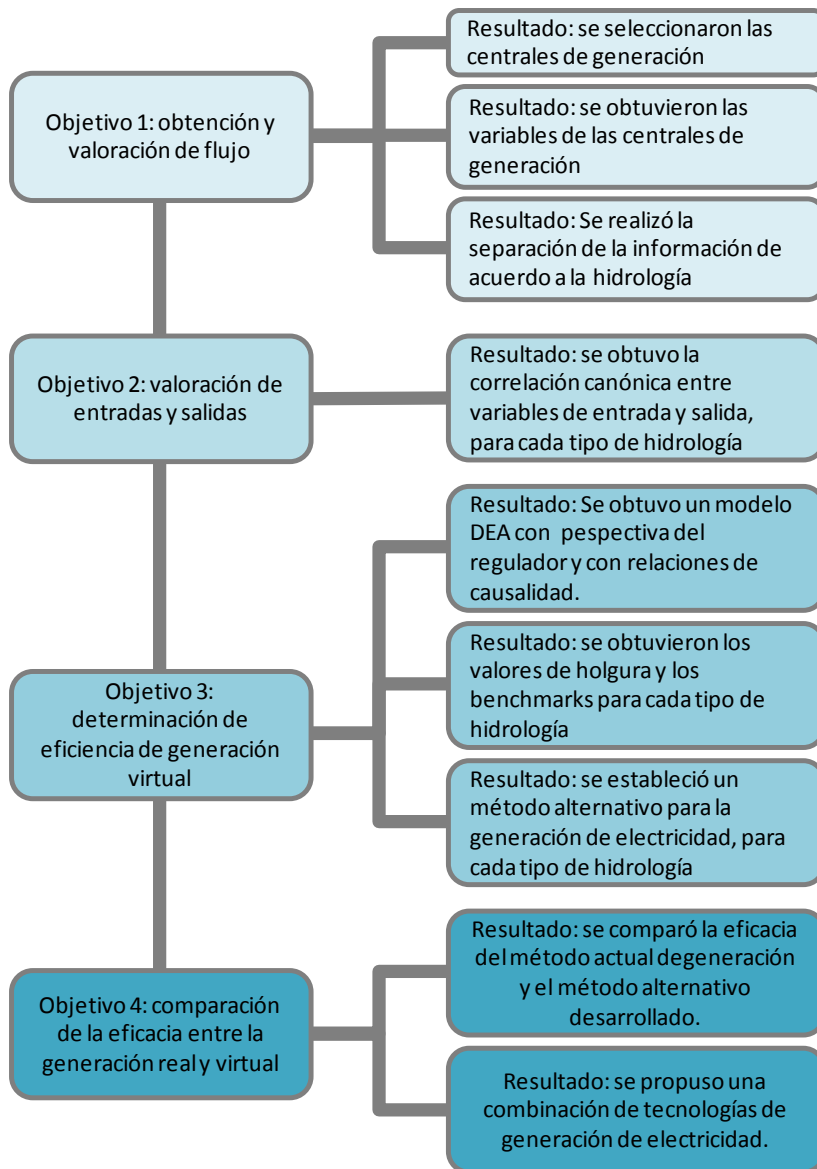 Objetivo 1: obtención y
valoración de flujo
Resultado: se seleccionaron las
centrales de generación
Resultado: se obtuvieron las
variables de las centrales de
generación
Resultado: Se realizó la
separación de la información de
acuerdo a la hidrología
Objetivo 2: valoración de
entradas y salidas
Resultado: se obtuvo la
correlación canónica entre
variables de entrada y salida,
para cada tipo de hidrología
Objetivo 3:
determinación de
eficiencia de generación
virtual
Resultado: Se obtuvo un modelo
DEA con pespectiva del
regulador y con relaciones de
causalidad.
Resultado: se obtuvieron los
valores de holgura y los
benchmarks para cada tipo de
hidrología
Resultado: se estableció un
método alternativo para la
generación de electricidad, para
cada tipo de hidrología
Objetivo 4: comparación
de la eficacia entre la
generación real y virtual
Resultado: se comparó la eficacia
del método actual degeneración
y el método alternativo
desarrollado.
Resultado: se propuso una
combinación de tecnologías de
generación de electricidad.